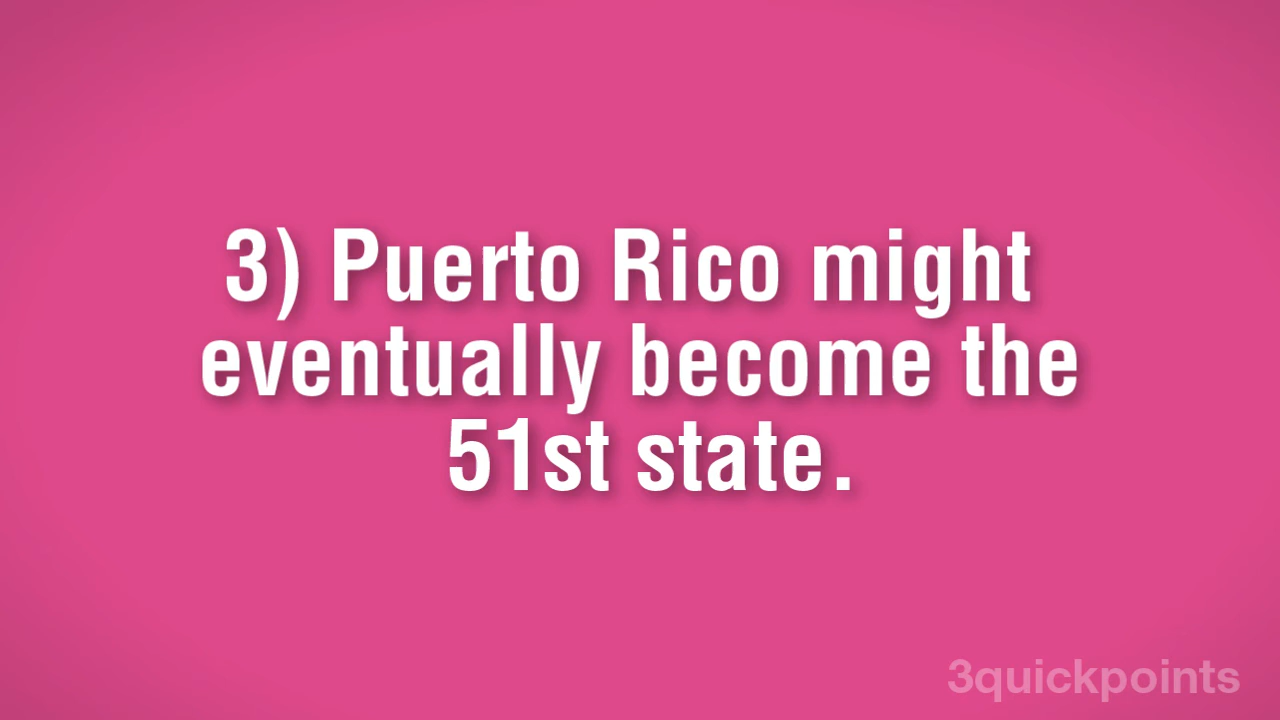 3) Puerto Rico might
eventually become the
51st state.
3quickpoints